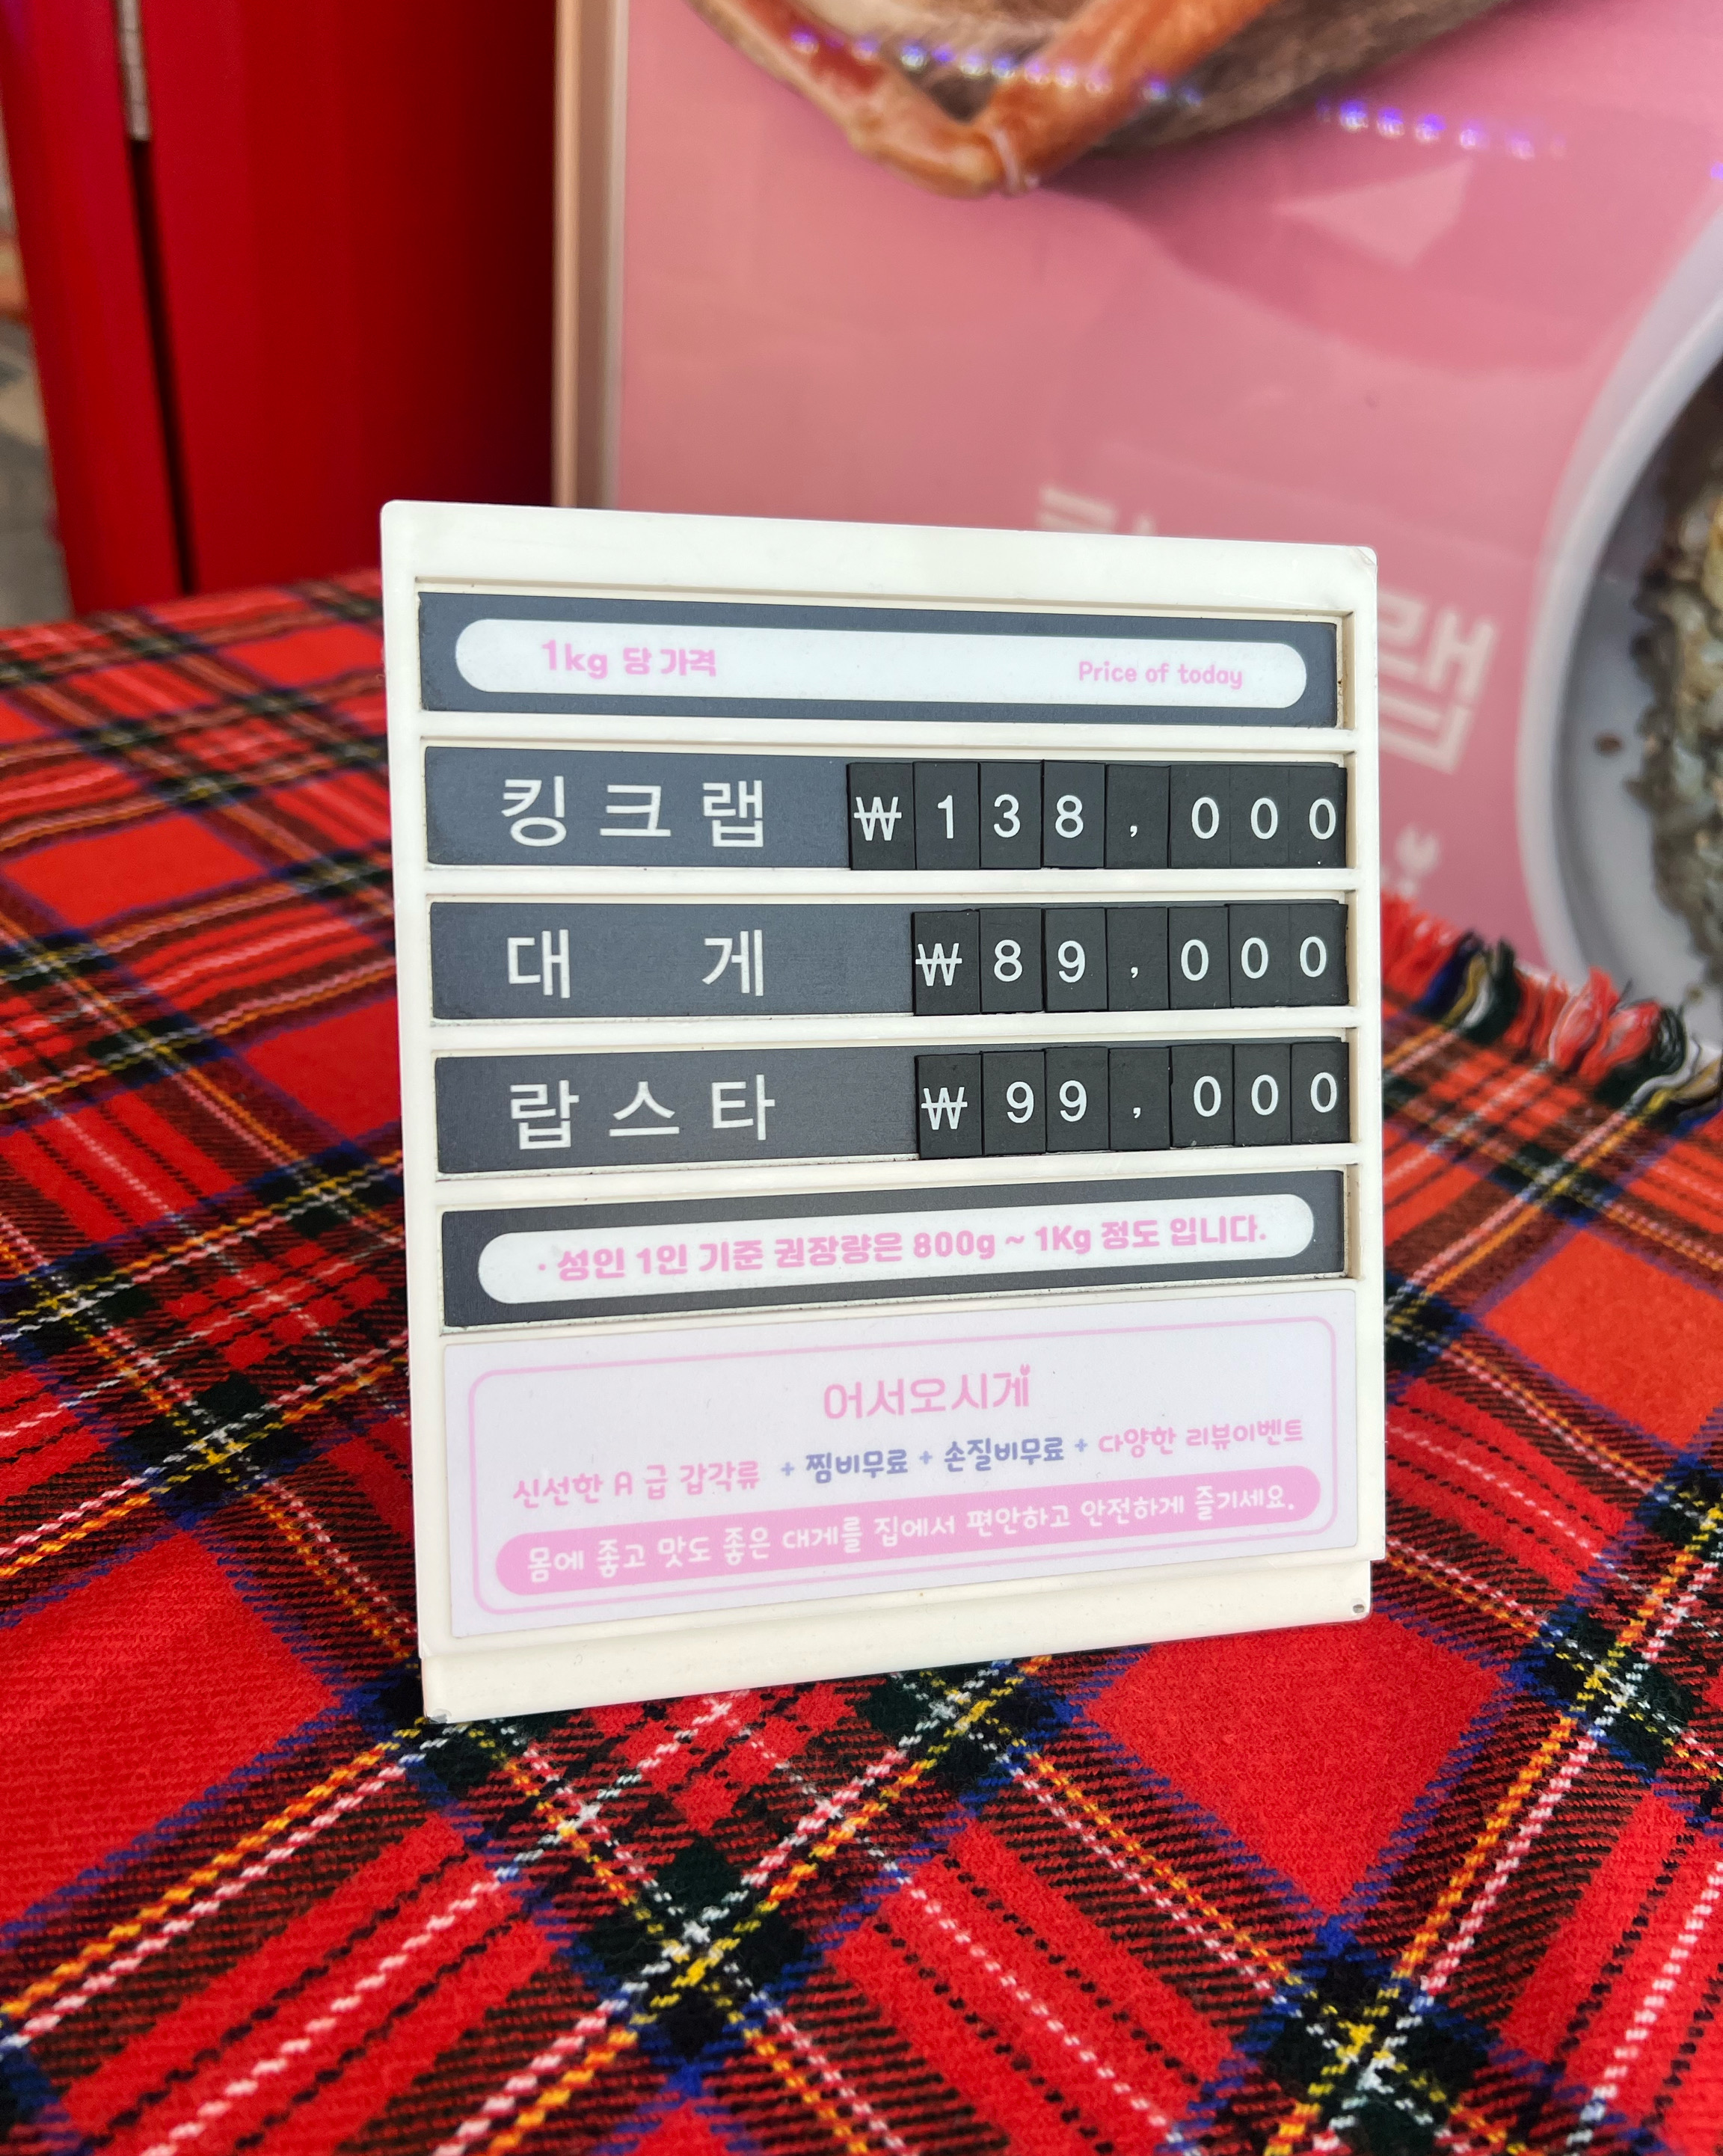 1kg 당 가격 Price of today
킹크랩 ₩138,000
대 게 ₩89,000
랍스타 ₩99,000
· 성인 1인 기준 권장량은 800g ~ 1Kg 정도 입니다.
어서오시게
신선한 A 급 갑각류 + 찜비무료 + 손질비무료 + 다양한 리뷰이벤트
몸에 좋고 맛도 좋은 대게를 집에서 편안하고 안전하게 즐기세요.